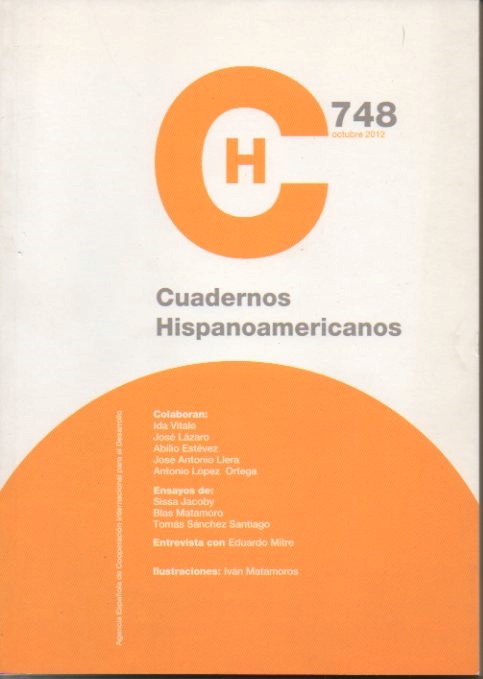 C
H
748
octubre 2012
Cuadernos
Hispanoamericanos
Colaboran:
Ida Vitale
José Lázaro
Abilio Estévez
José Antonio Llera
Antonio López Ortega
Ensayos de:
Sissa Jacoby
Blas Matamoro
Tomás Sánchez Santiago
Entrevista con Eduardo Mitre
Ilustraciones: Iván Matamoros
Agencia Española de Cooperación Internacional para el Desarrollo